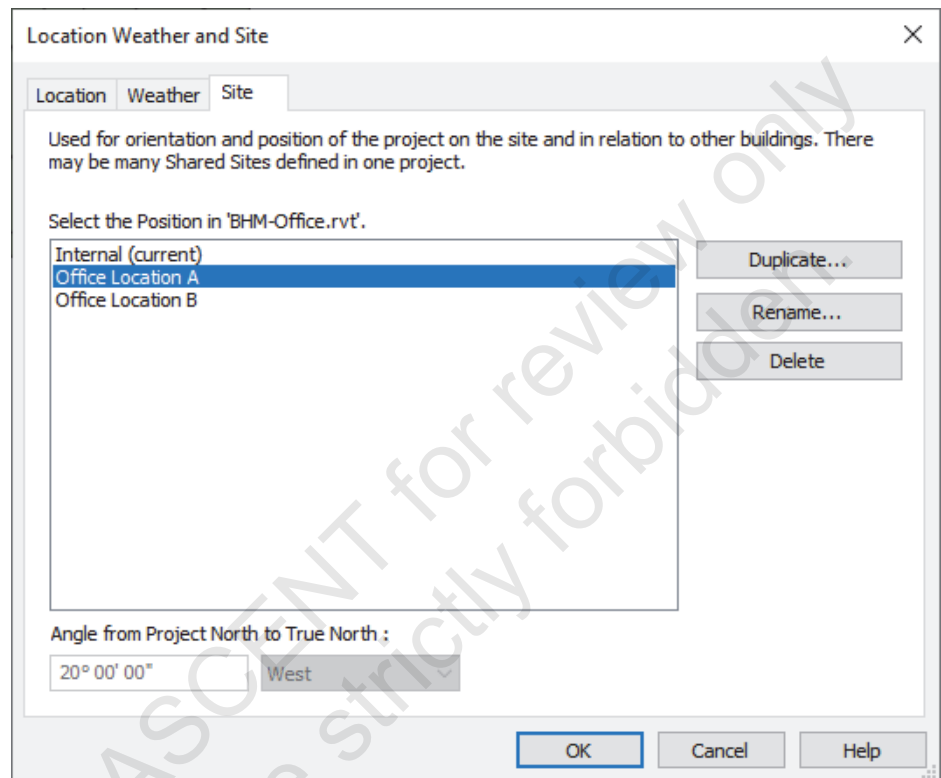 Location Weather and Site
Location Weather Site
Used for orientation and position of the project on the site and in relation to other buildings. There
may be many Shared Sites defined in one project.
Select the Position in 'BHM-Office.rvt'.
Internal (current)
Office Location A
Office Location B
Duplicate...
Rename...
Delete
Angle from Project North to True North :
20° 00' 00"
West
OK Cancel Help
ASCENT for review only
strictly forbidden.